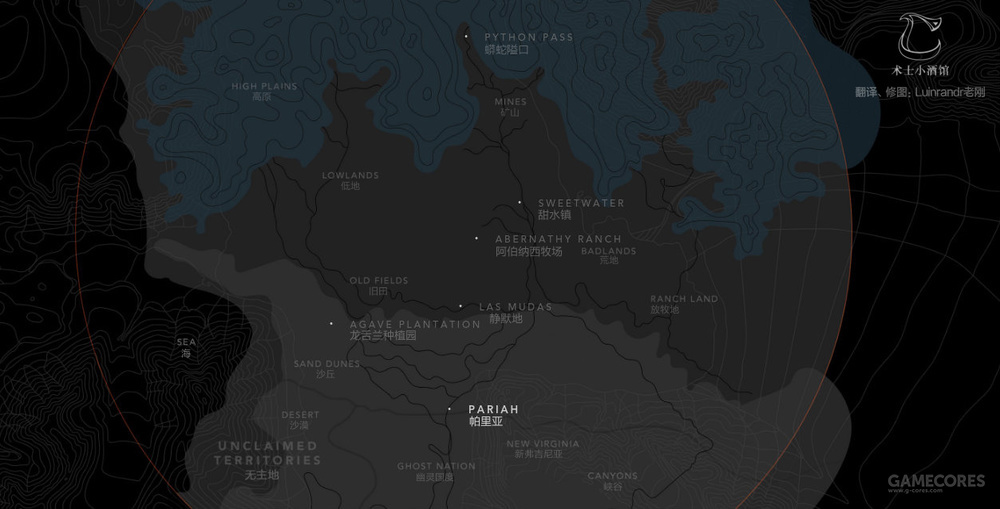 PYTHON PASS
蟒蛇隘口
术士小酒馆
翻译、修图：Luinrandr老刚
HIGH PLAINS
高原
MINES
矿山
LOWLANDS
低地
SWEETWATER
甜水镇
ABERNATHY RANCH
阿伯纳西牧场
BADLANDS
荒地
OLD FIELDS
旧田
LAS MUDAS
静默地
RANCH LAND
放牧地
AGAVE PLANTATION
龙舌兰种植园
SEA
海
SAND DUNES
沙丘
PARIAH
帕里亚
DESERT
沙漠
UNCLAIMED
TERRITORIES
无主地
NEW VIRGINIA
新弗吉尼亚
GHOST NATION
幽灵国度
CANYONS
峡谷
GAMECORES
www.g-cores.com